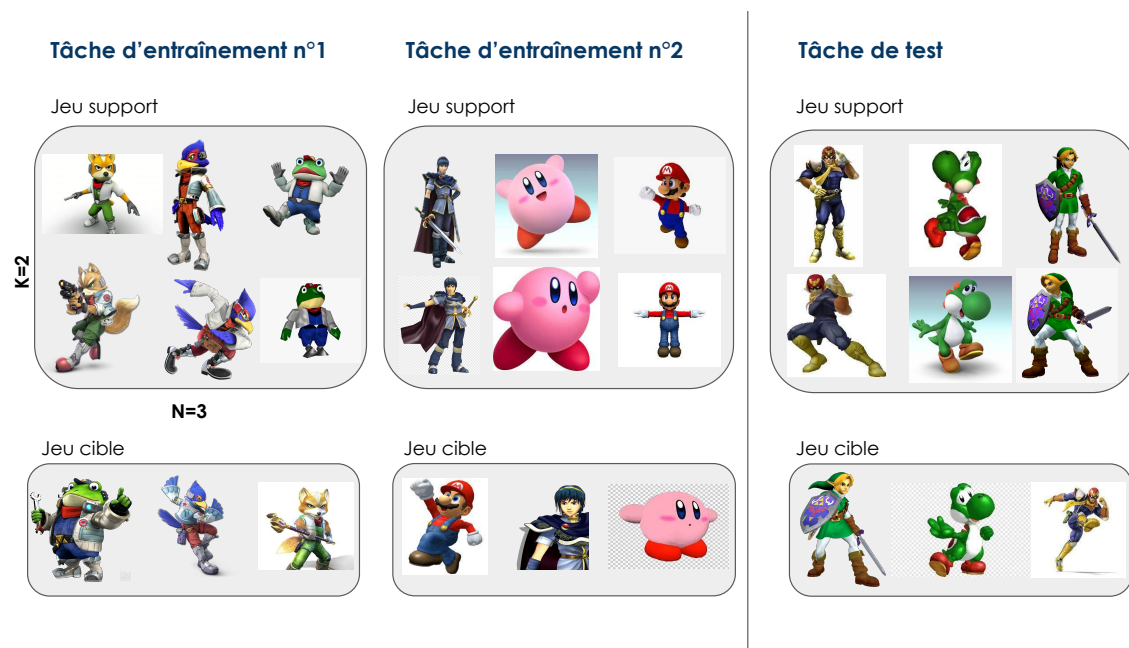 Tâche d'entraînement n°1
Tâche d'entraînement n°2
Tâche de test
Jeu support
Jeu support
Jeu support
K=2
N=3
Jeu cible
Jeu cible
Jeu cible